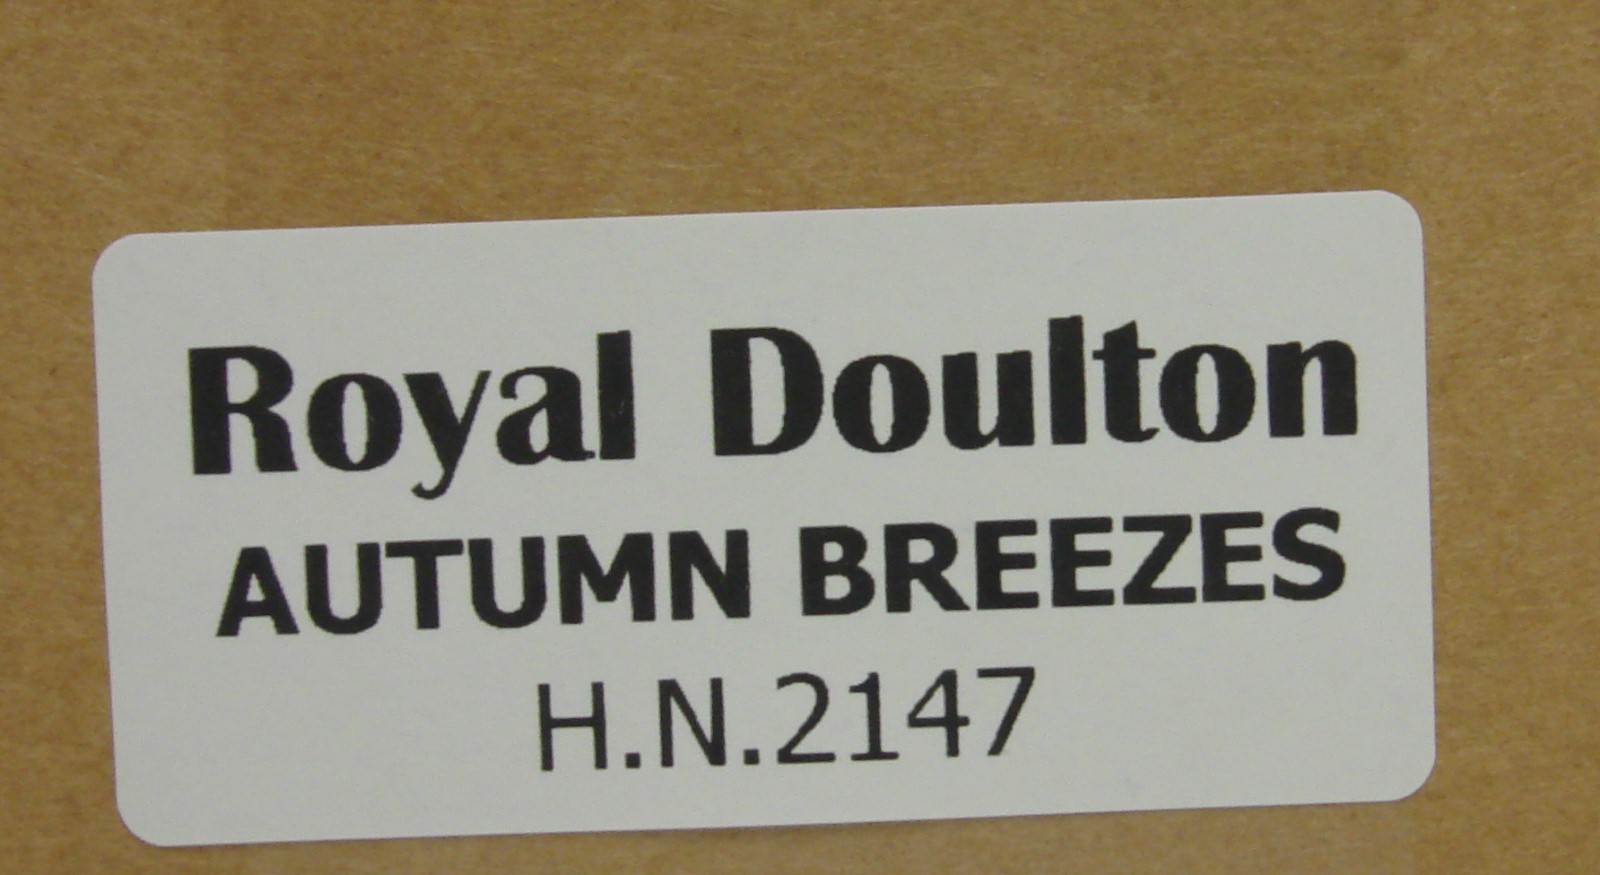 Royal Doulton
AUTUMN BREEZES
H.N.2147